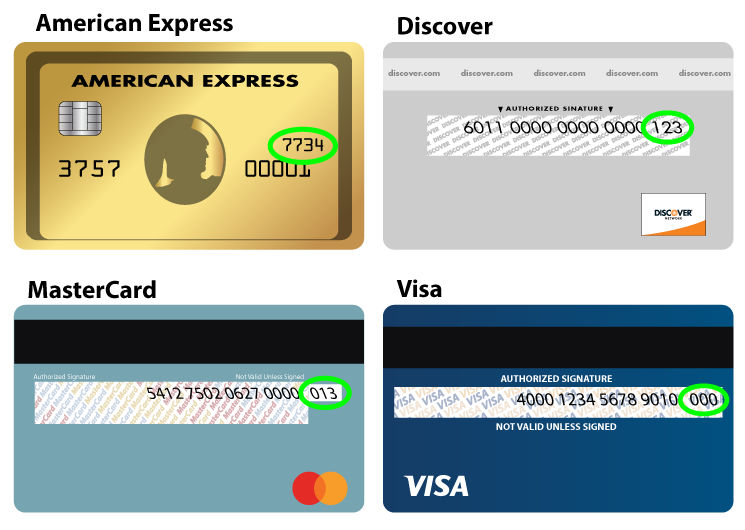 American Express
AMERICAN EXPRESS
7734
3757 00001
Discover
discover.com discover.com discover.com discover.com discover.com
AUTHORIZED SINATURE
6011 0000 0000 0000 123
DISCOVER
NETWORK
MasterCard
Authorized Signature Not Valid Unless Signed
5412 7502 0627 0000 013
Visa
AUTHORIZED SIGNATURE
4000 1234 5678 9010 000
NOT VALID UNLESS SIGNED
VISA